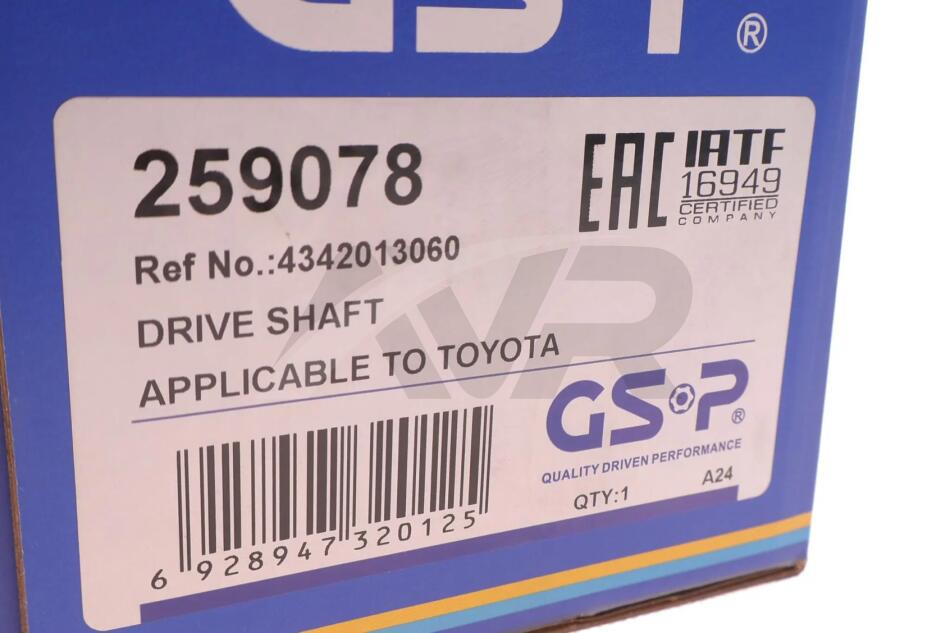 GSP®
259078
EAC
IATF
16949
CERTIFIED
COMPANY
Ref No.:4342013060
DRIVE SHAFT
APPLICABLE TO TOYOTA
GSP®
QUALITY DRIVEN PERFORMANCE
QTY:1
A24
6 928947 320125